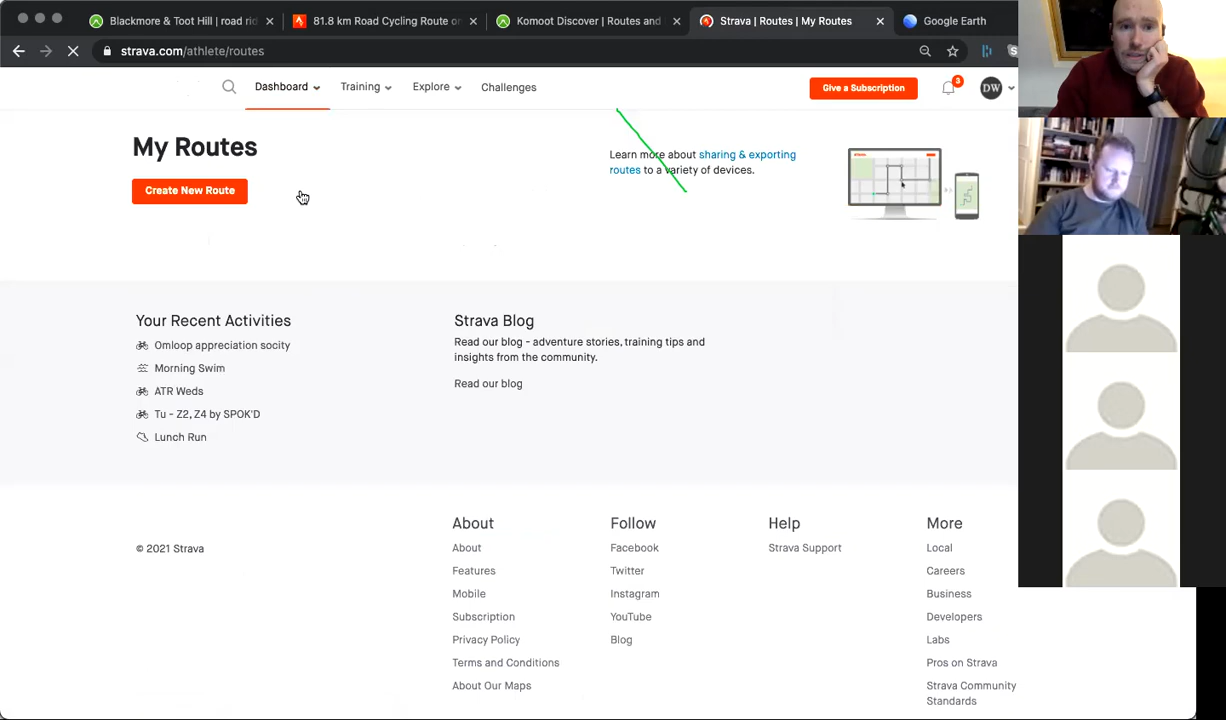 Blackmore & Toot Hill | road ri
81.8 km Road Cycling Route o
Komoot Discover | Routes and
Strava | Routes | My Routes
Google Earth
strava.com/athlete/routes
Dashboard
Training
Explore
Challenges
Give a Subscription
3
DW
My Routes
Create New Route
Learn more about sharing & exporting
routes to a variety of devices.
Your Recent Activities
Omloop appreciation socity
Morning Swim
ATR Weds
Tu - Z2, Z4 by SPOK'D
Lunch Run
Strava Blog
Read our blog - adventure stories, training tips and
insights from the community.
Read our blog
© 2021 Strava
About
About
Features
Mobile
Subscription
Privacy Policy
Terms and Conditions
About Our Maps
Follow
Facebook
Twitter
Instagram
YouTube
Blog
Help
Strava Support
More
Local
Careers
Business
Developers
Labs
Pros on Strava
Strava Community
Standards